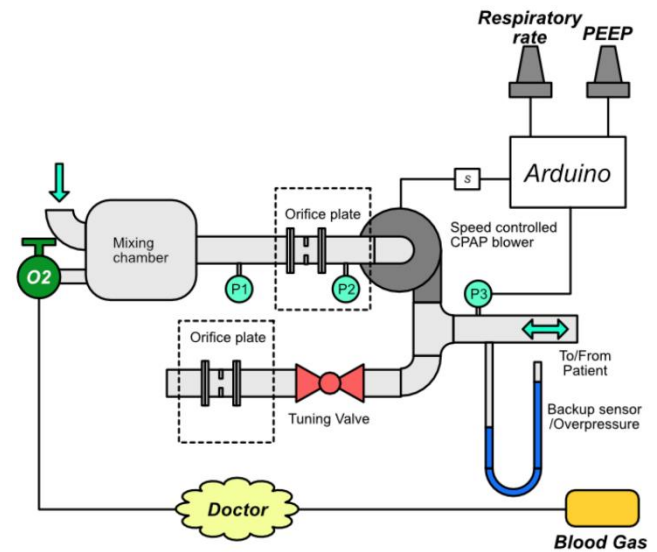 Respiratory
rate
PEEP
Arduino
s
Orifice plate
Speed controlled
CPAP blower
Mixing
chamber
O2
P1
P2
P3
Orifice plate
To/From
Patient
Tuning Valve
Backup sensor
/Overpressure
Doctor
Blood Gas